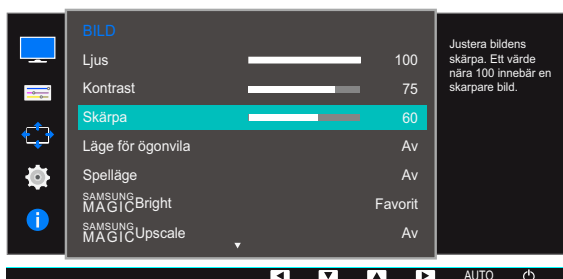 BILD
Ljus 100
Kontrast 75
Skärpa 60
Läge för ögonvila Av
Spelläge Av
SAMSUNG MAGIC Bright Favorit
SAMSUNG MAGIC Upscale Av
Justera bildens
skärpa. Ett värde
nära 100 innebär en
skarpare bild.
AUTO